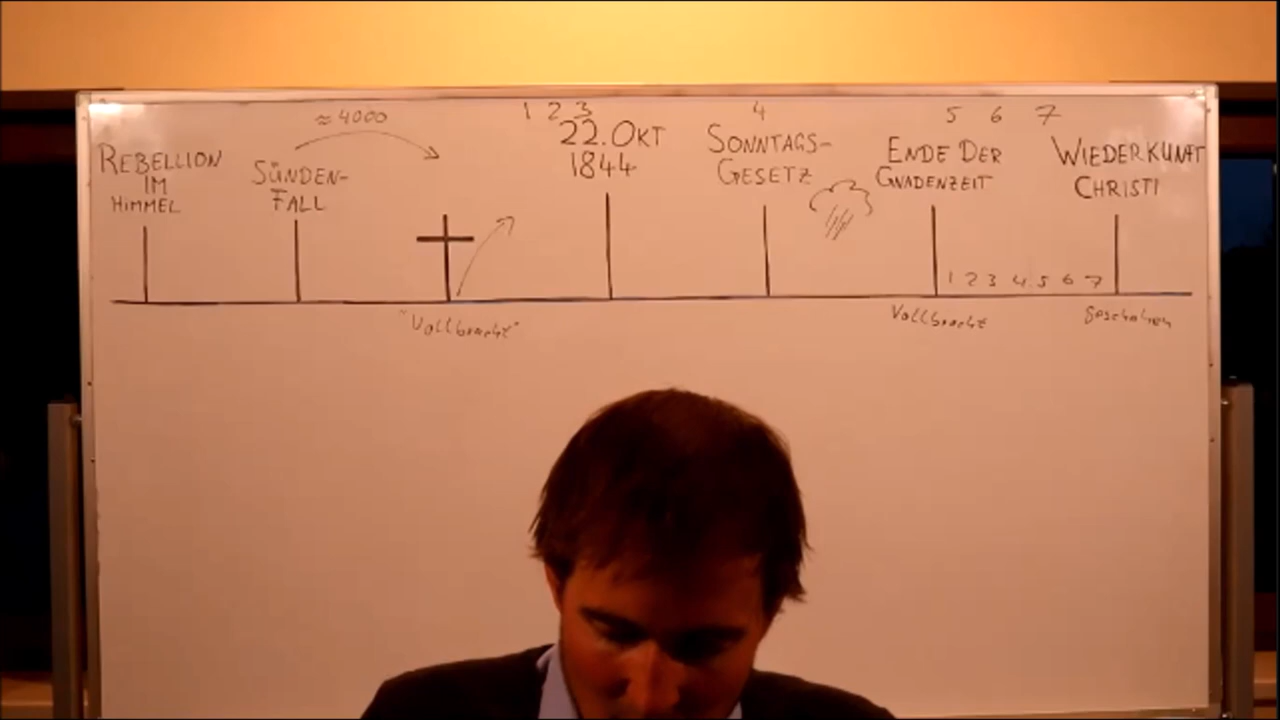 ≈ 4000
1 2 3
4
5 6 7
REBELLION
IM
HIMMEL
SÜNDEN-
FALL
22. OKT
1844
SONNTAGS-
GESETZ
ENDE DER
GNADENZEIT
WIEDERKUNFT
CHRISTI
1 2 3 4 5 6 7
"Vollbracht"
Vollbracht
Geschehen